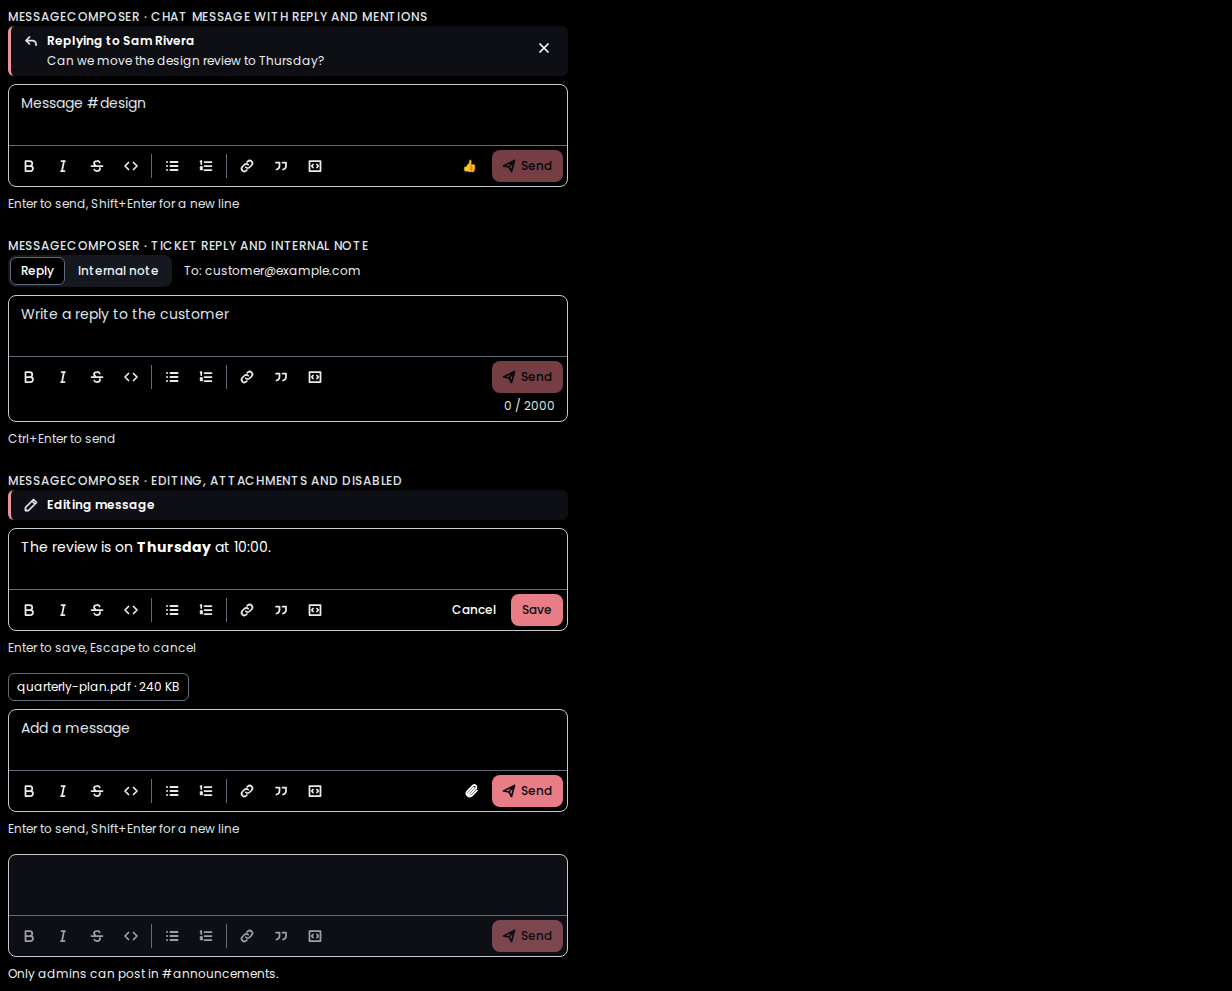 MESSAGECOMPOSER · CHAT MESSAGE WITH REPLY AND MENTIONS
Replying to Sam Rivera
Can we move the design review to Thursday?
Message #design
Send
Enter to send, Shift+Enter for a new line
MESSAGECOMPOSER · TICKET REPLY AND INTERNAL NOTE
Reply Internal note To: customer@example.com
Write a reply to the customer
Send
0 / 2000
Ctrl+Enter to send
MESSAGECOMPOSER · EDITING, ATTACHMENTS AND DISABLED
Editing message
The review is on Thursday at 10:00.
Cancel Save
Enter to save, Escape to cancel
quarterly-plan.pdf · 240 KB
Add a message
Send
Enter to send, Shift+Enter for a new line
Send
Only admins can post in #announcements.